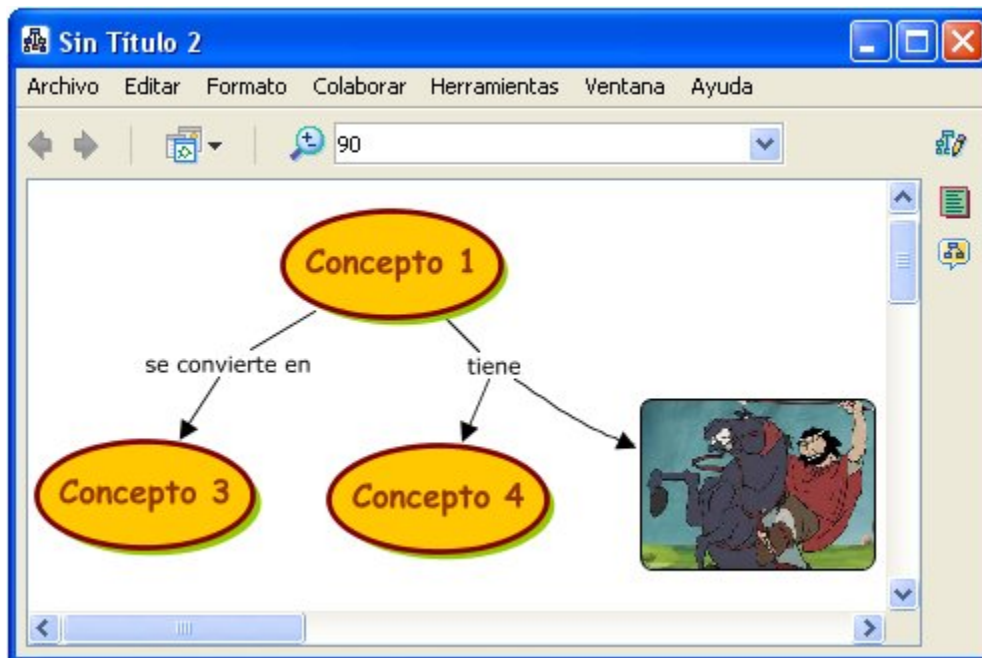 Sin Título 2
Archivo Editar Formato Colaborar Herramientas Ventana Ayuda
90
Concepto 1
se convierte en
tiene
Concepto 3
Concepto 4